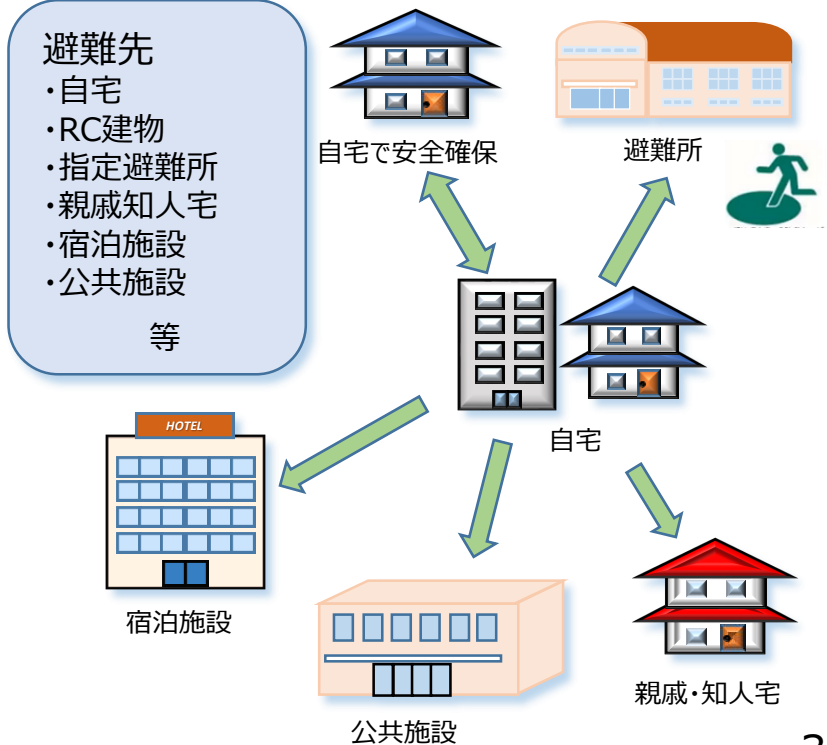 避難先
・自宅
・RC建物
・指定避難所
・親戚知人宅
・宿泊施設
・公共施設
等
自宅で安全確保
避難所
自宅
HOTEL
宿泊施設
親戚・知人宅
公共施設